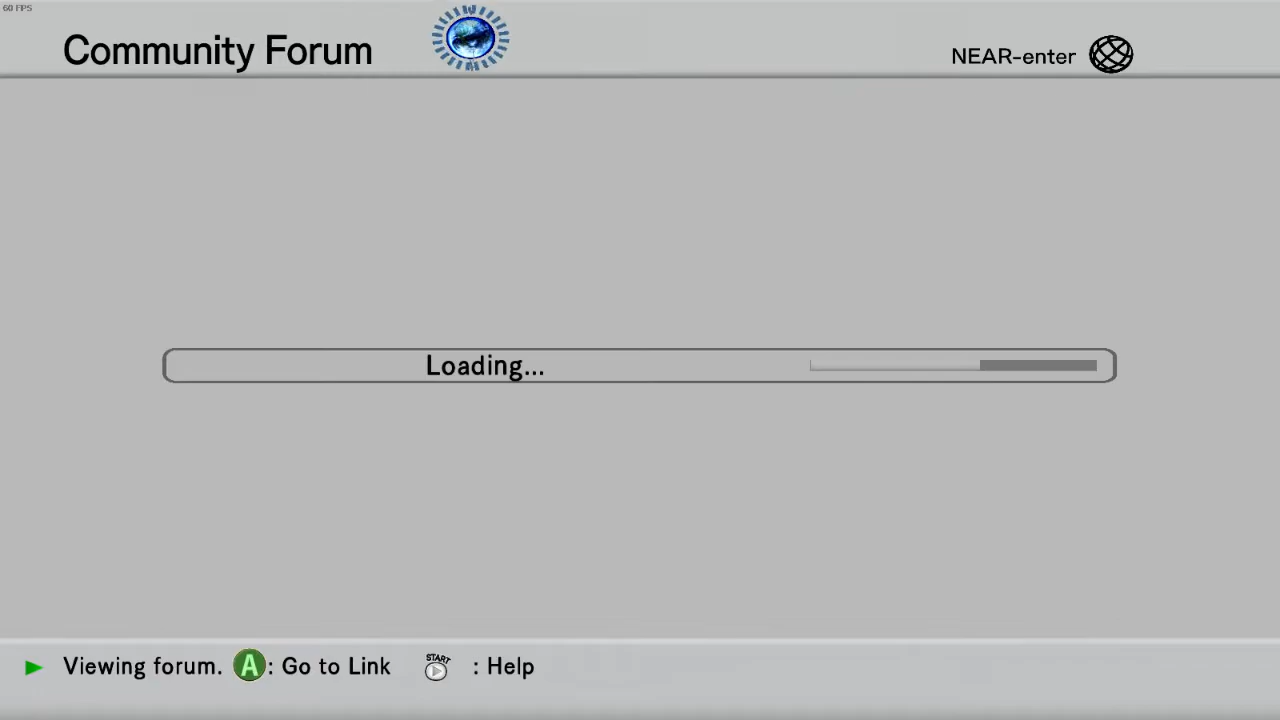 60 FPS
Community Forum
NEAR-enter
Loading...
Viewing forum. A : Go to Link START : Help